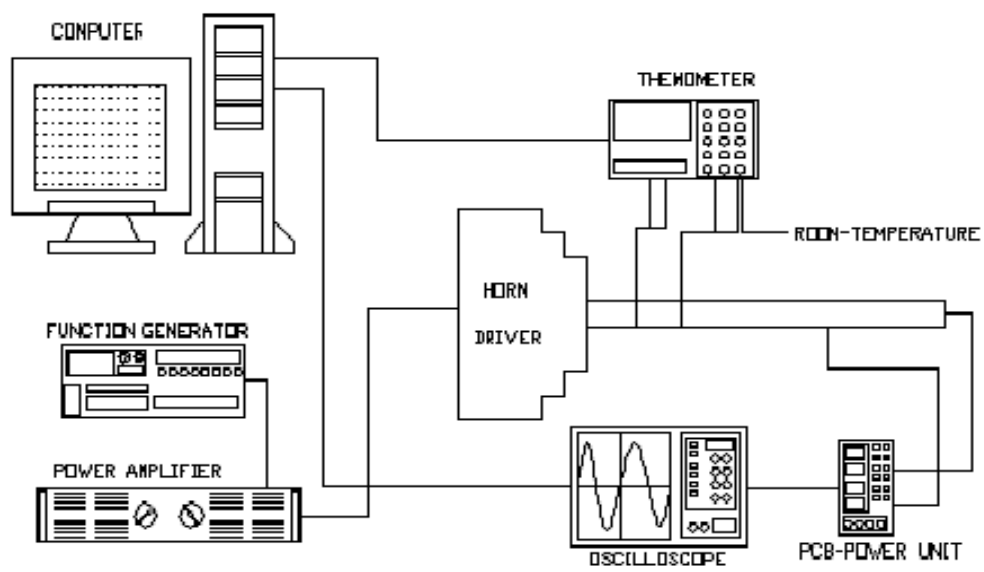 COMPUTER
THEMOMETER
ROOM-TEMPERATURE
HORN
DRIVER
FUNCTION GENERATOR
POWER AMPLIFIER
OSCILLOSCOPE
PCB-POWER UNIT